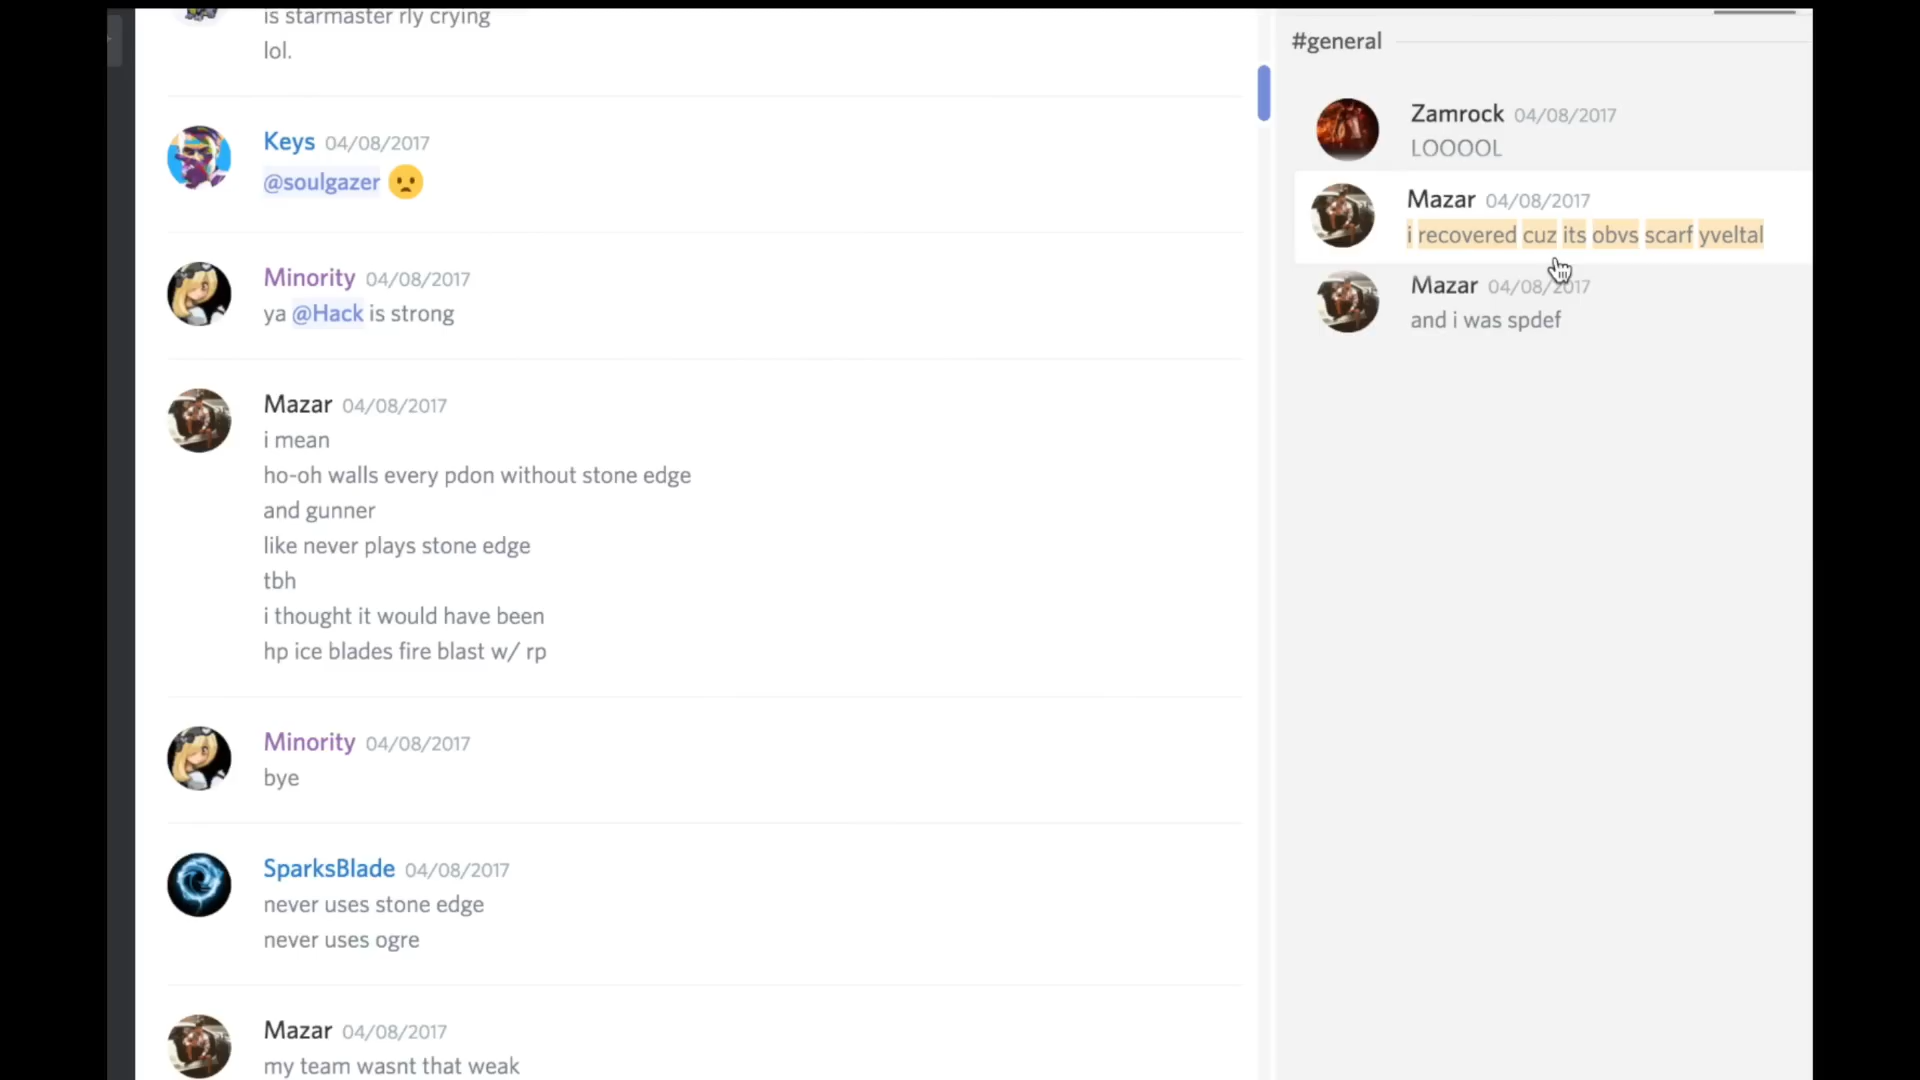 is starmaster rly crying
lol.
Keys 04/08/2017
@soulgazer
Minority 04/08/2017
ya @Hack is strong
Mazar 04/08/2017
i mean
ho-oh walls every pdon without stone edge
and gunner
like never plays stone edge
tbh
i thought it would have been
hp ice blades fire blast w/ rp
Minority 04/08/2017
bye
SparksBlade 04/08/2017
never uses stone edge
never uses ogre
Mazar 04/08/2017
my team wasnt that weak
#general
Zamrock 04/08/2017
LOOOOL
Mazar 04/08/2017
i recovered cuz its obvs scarf yveltal
Mazar 04/08/2017
and i was spdef